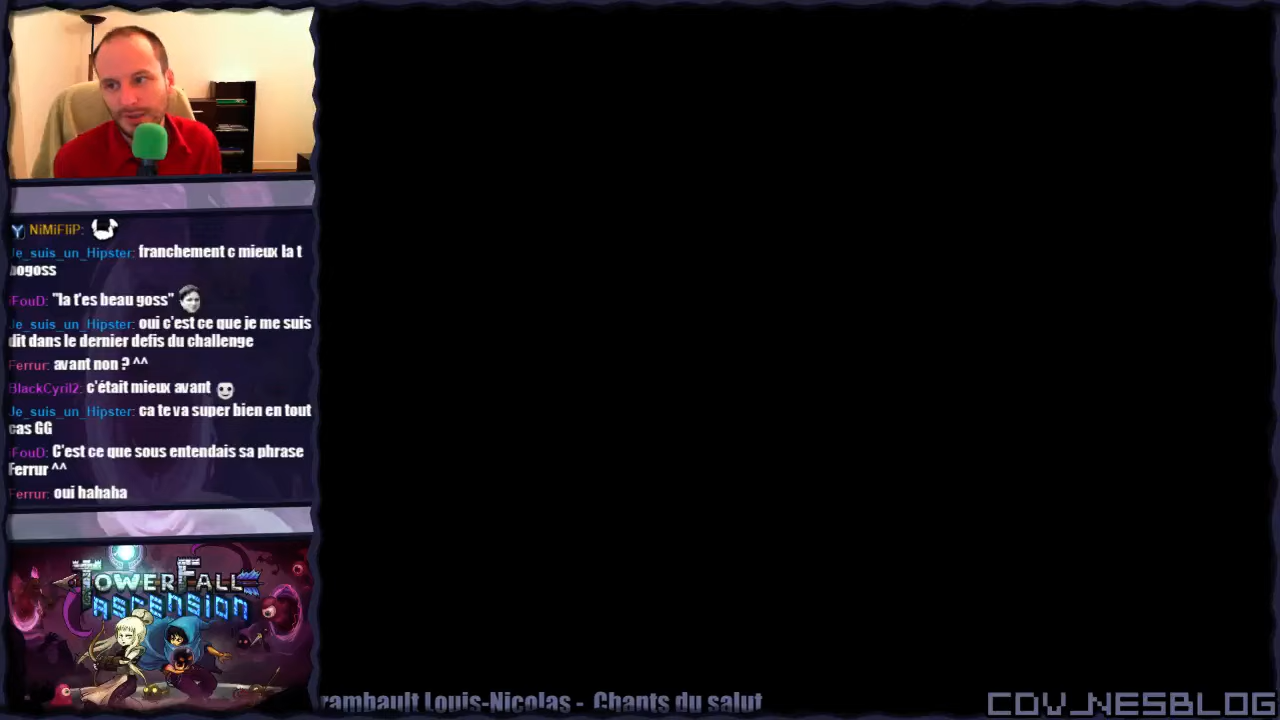 NiMiFliP:
Je_suis_un_Hipster: franchement c mieux la t
bogoss
iFouD: "la t'es beau goss"
Je_suis_un_Hipster: oui c'est ce que je me suis
dit dans le dernier defis du challenge
Ferrur: avant non ? ^^
BlackCyril2: c'était mieux avant
Je_suis_un_Hipster: ca te va super bien en tout
cas GG
iFouD: C'est ce que sous entendais sa phrase
Ferrur ^^
Ferrur: oui hahaha
TOWERFALL
ASCENSION
rambault Louis-Nicolas - Chants du salut
CDV_NESBLOG